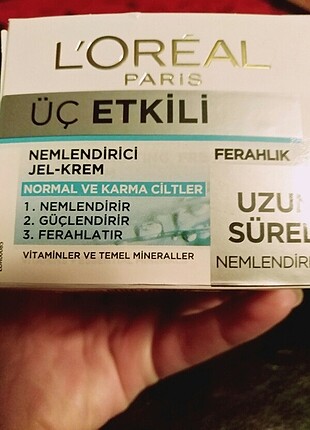 L'ORÉAL
PARIS
ÜÇ ETKİLİ
NEMLENDİRİCİ
JEL-KREM
NORMAL VE KARMA CİLTLER
1. NEMLENDİRİR
2. GÜÇLENDİRİR
3. FERAHLATIR
VİTAMİNLER VE TEMEL MİNERALLER
FERAHLIK